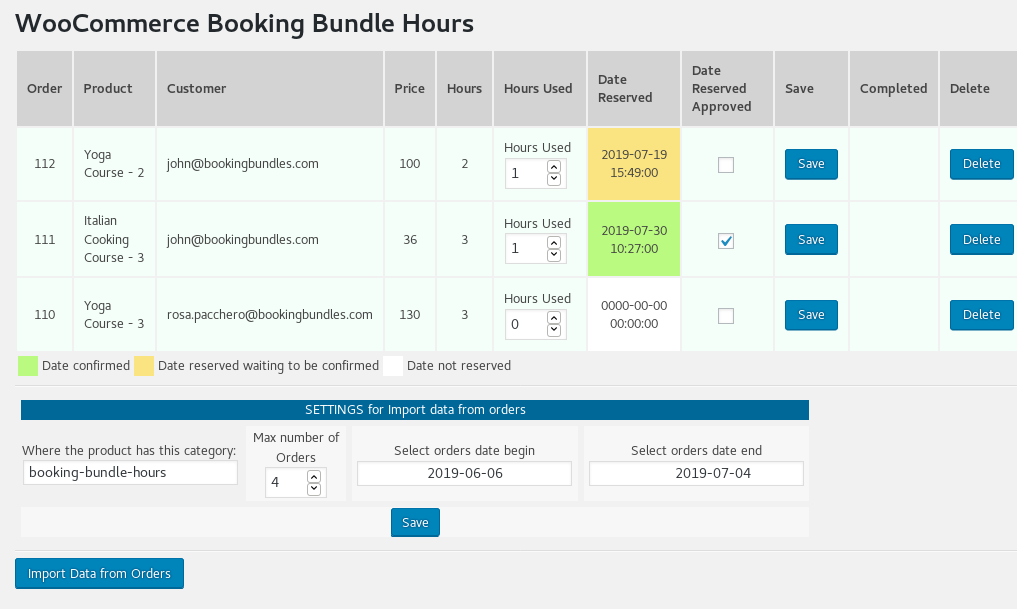 WooCommerce Booking Bundle Hours
Order Product Customer Price Hours Hours Used Date Reserved Date Reserved Approved Save Completed Delete
112 Yoga Course - 2 john@bookingbundles.com 100 2 Hours Used 1 2019-07-19 15:49:00 Save Delete
111 Italian Cooking Course - 3 john@bookingbundles.com 36 3 Hours Used 1 2019-07-30 10:27:00 Save Delete
110 Yoga Course - 3 rosa.pacchero@bookingbundles.com 130 3 Hours Used 0 0000-00-00 00:00:00 Save Delete
Date confirmed Date reserved waiting to be confirmed Date not reserved
SETTINGS for Import data from orders
Where the product has this category: Max number of Orders Select orders date begin Select orders date end
booking-bundle-hours 4 2019-06-06 2019-07-04
Save
Import Data from Orders